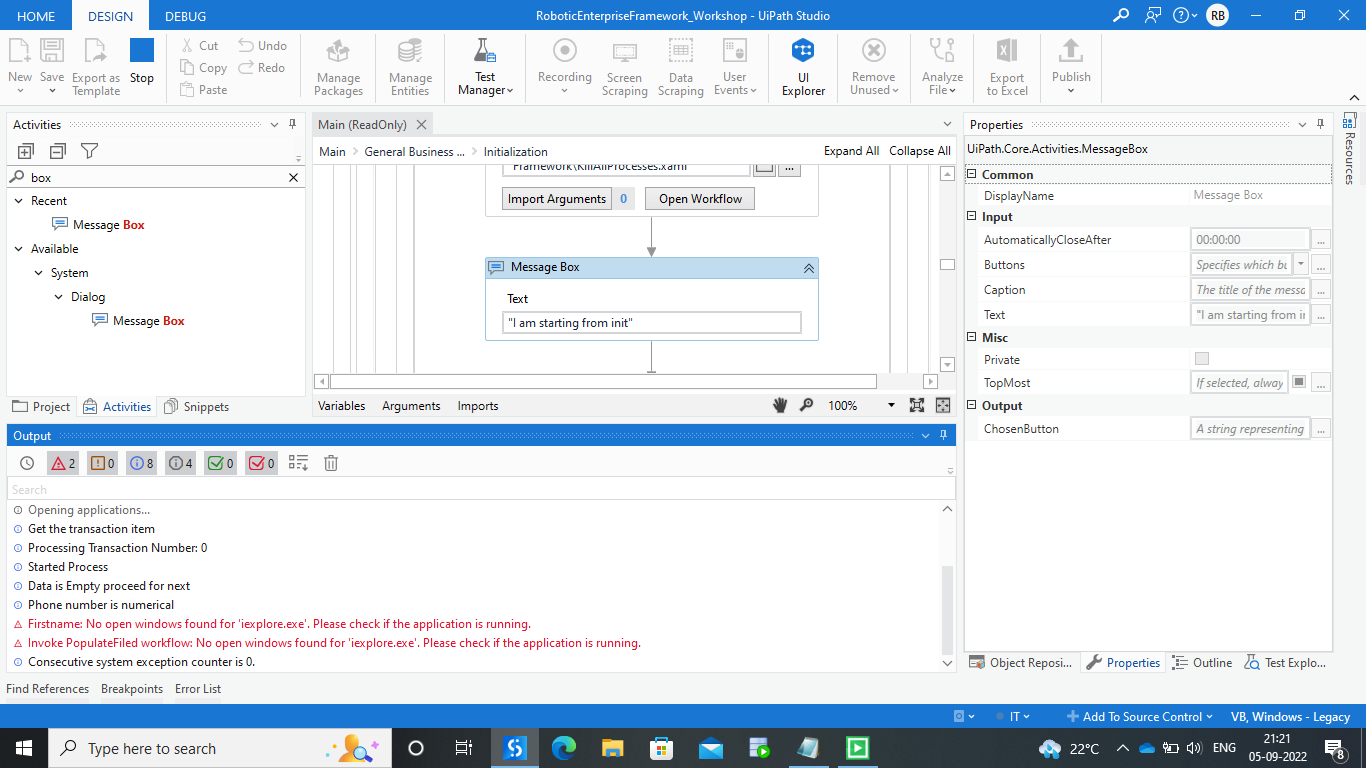 HOME DESIGN DEBUG RoboticEnterpriseFramework_Workshop - UiPath Studio RB
New Save Export as Template Stop
Cut Undo
Copy Redo
Paste
Manage Packages Manage Entities Test Manager Recording Screen Scraping Data Scraping User Events UI Explorer Remove Unused Analyze File Export to Excel Publish
Activities
box
Recent
Message Box
Available
System
Dialog
Message Box
Project Activities Snippets
Main (ReadOnly)
Main General Business ... Initialization Expand All Collapse All
Framework\KillAllProcesses.xaml ...
Import Arguments 0 Open Workflow
Message Box
Text
"I am starting from init"
Variables Arguments Imports 100%
Properties
UiPath.Core.Activities.MessageBox
Common
DisplayName Message Box
Input
AutomaticallyCloseAfter 00:00:00 ...
Buttons Specifies which bu ...
Caption The title of the messa ...
Text "I am starting from in ...
Misc
Private
TopMost If selected, alway ...
Output
ChosenButton A string representing ...
Object Reposi... Properties Outline Test Explo...
Resources
Output
2 0 8 4 0 0
Search
Opening applications...
Get the transaction item
Processing Transaction Number: 0
Started Process
Data is Empty proceed for next
Phone number is numerical
Firstname: No open windows found for 'iexplore.exe'. Please check if the application is running.
Invoke PopulateFiled workflow: No open windows found for 'iexplore.exe'. Please check if the application is running.
Consecutive system exception counter is 0.
Find References Breakpoints Error List
IT Add To Source Control VB, Windows - Legacy
Type here to search
22°C ENG 21:21
05-09-2022 8